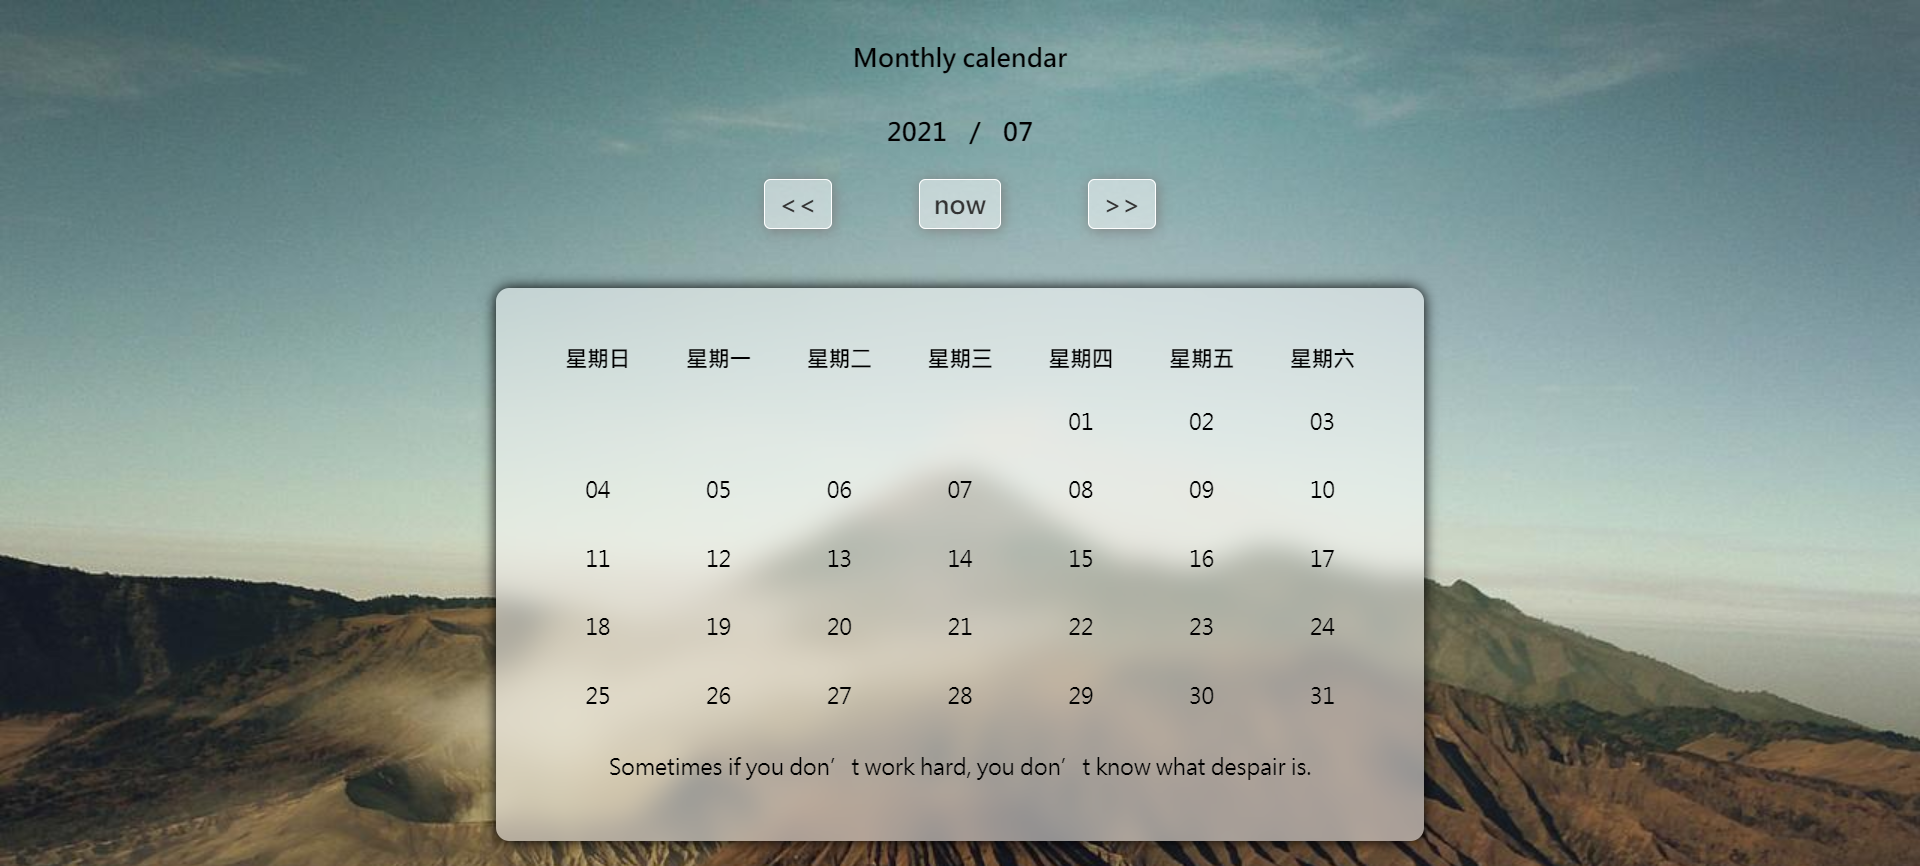 Monthly calendar
2021 / 07
<< now >>
星期日 星期一 星期二 星期三 星期四 星期五 星期六
01 02 03
04 05 06 07 08 09 10
11 12 13 14 15 16 17
18 19 20 21 22 23 24
25 26 27 28 29 30 31
Sometimes if you don’t work hard, you don’t know what despair is.